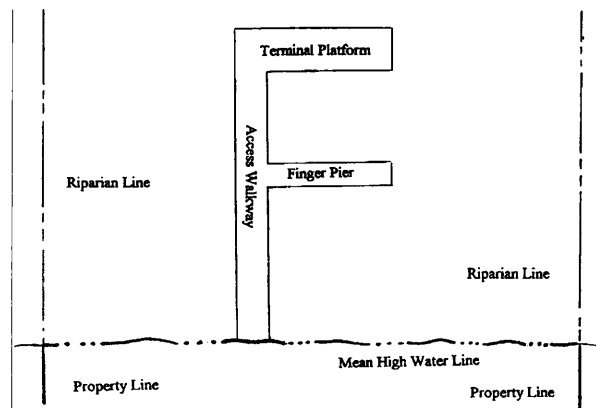 Terminal Platform
Access Walkway
Finger Pier
Riparian Line
Riparian Line
Mean High Water Line
Property Line
Property Line